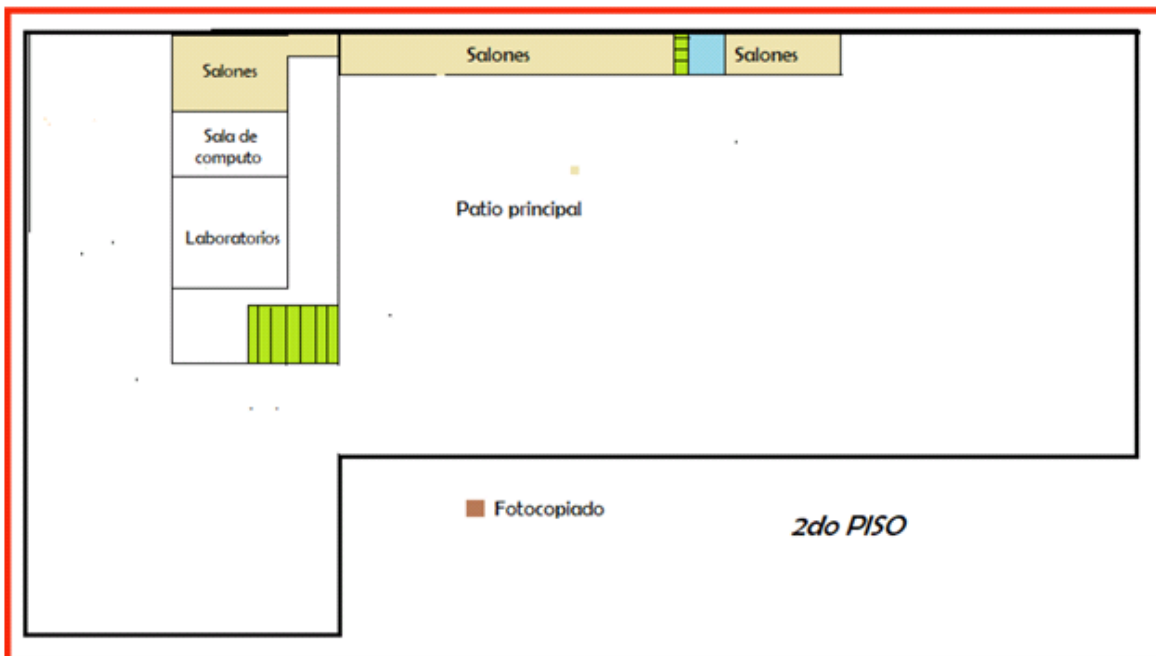 Salones
Salones
Salones
Sala de
computo
Patio principal
Laboratorios
Fotocopiado
2do PISO